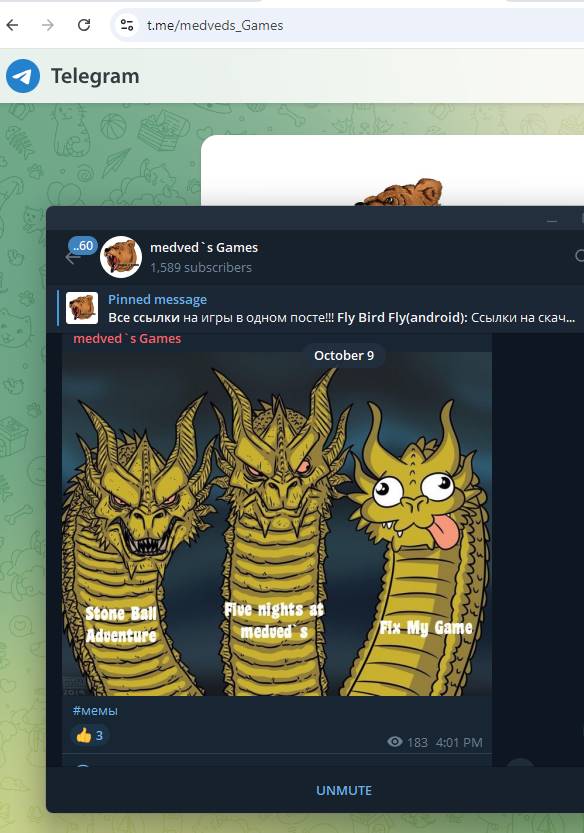 t.me/medveds_Games
Telegram
..60
medved`s Games
1,589 subscribers
Pinned message
Все ссылки на игры в одном посте!!! Fly Bird Fly(android): Ссылки на скач...
medved`s Games
October 9
Stone Ball
Adventure
Five nights at
medved`s
Fix My Game
#мемы
👍 3
183 4:01 PM
UNMUTE